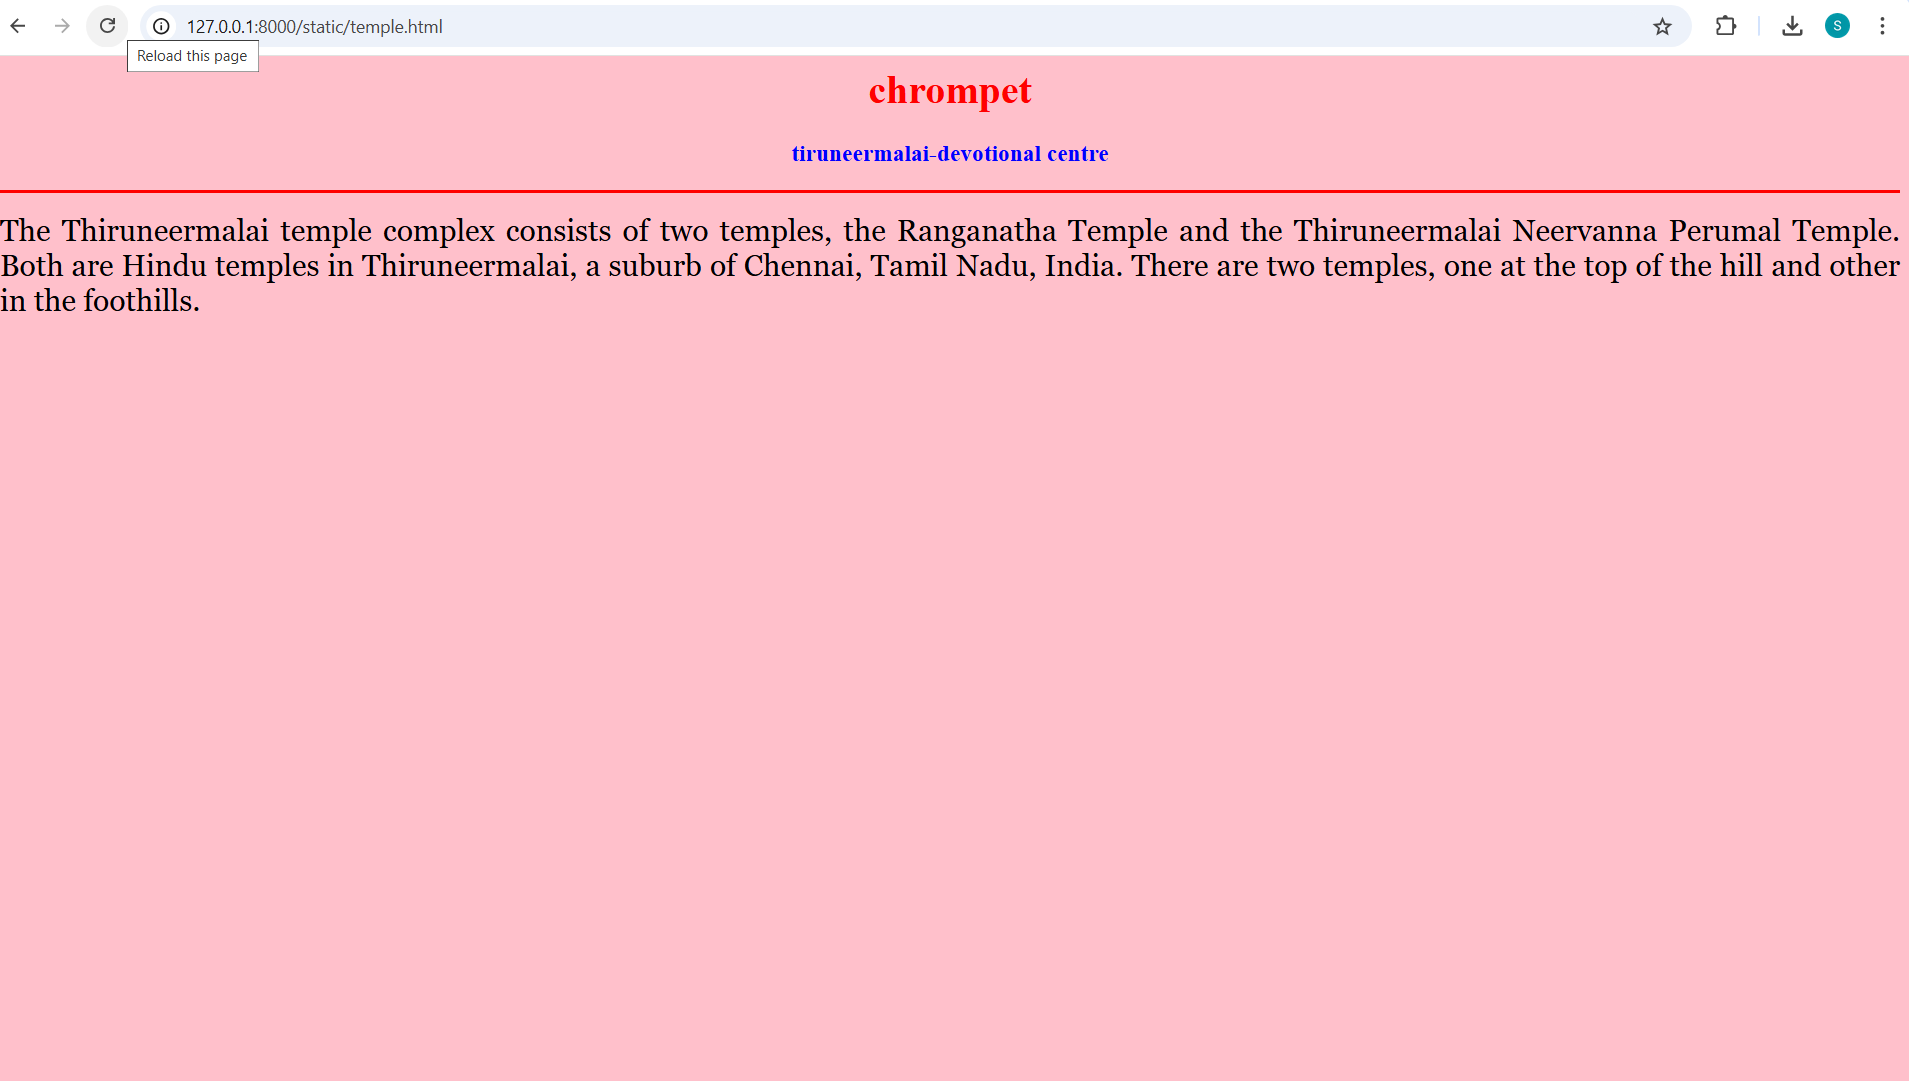 127.0.0.1:8000/static/temple.html
S
Reload this page
chrompet
tiruneermalai-devotional centre
The Thiruneermalai temple complex consists of two temples, the Ranganatha Temple and the Thiruneermalai Neervanna Perumal Temple.
Both are Hindu temples in Thiruneermalai, a suburb of Chennai, Tamil Nadu, India. There are two temples, one at the top of the hill and other
in the foothills.